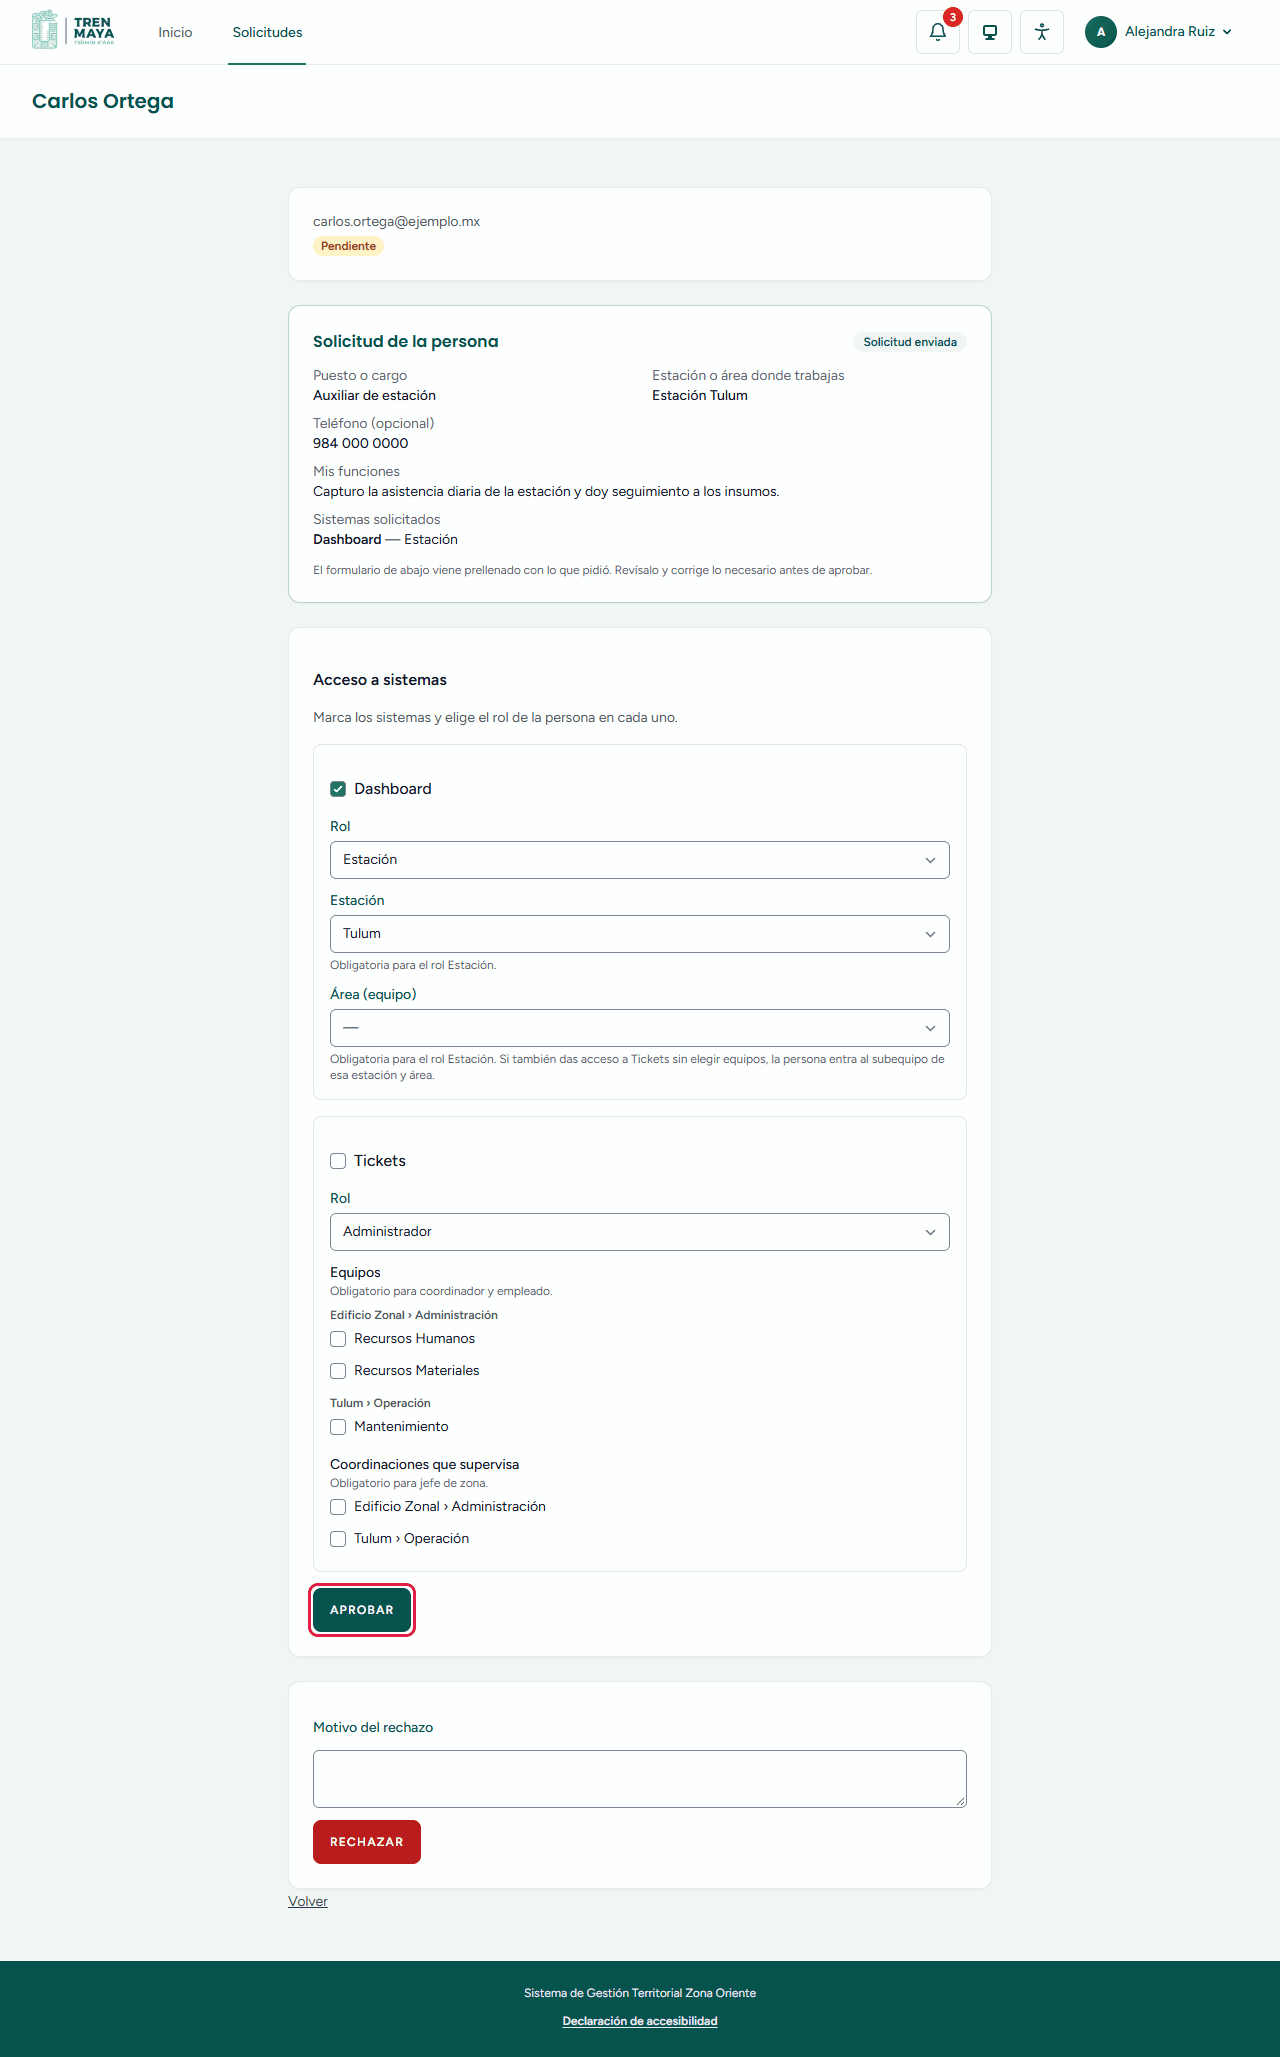 TREN
MAYA
TSÍIMIN K'ÁAK
Inicio
Solicitudes
3
A
Alejandra Ruiz
Carlos Ortega
carlos.ortega@ejemplo.mx
Pendiente
Solicitud de la persona
Solicitud enviada
Puesto o cargo
Auxiliar de estación
Estación o área donde trabajas
Estación Tulum
Teléfono (opcional)
984 000 0000
Mis funciones
Capturo la asistencia diaria de la estación y doy seguimiento a los insumos.
Sistemas solicitados
Dashboard — Estación
El formulario de abajo viene prellenado con lo que pidió. Revísalo y corrige lo necesario antes de aprobar.
Acceso a sistemas
Marca los sistemas y elige el rol de la persona en cada uno.
Dashboard
Rol
Estación
Estación
Tulum
Obligatoria para el rol Estación.
Área (equipo)
—
Obligatoria para el rol Estación. Si también das acceso a Tickets sin elegir equipos, la persona entra al subequipo de
esa estación y área.
Tickets
Rol
Administrador
Equipos
Obligatorio para coordinador y empleado.
Edificio Zonal › Administración
Recursos Humanos
Recursos Materiales
Tulum › Operación
Mantenimiento
Coordinaciones que supervisa
Obligatorio para jefe de zona.
Edificio Zonal › Administración
Tulum › Operación
APROBAR
Motivo del rechazo
RECHAZAR
Volver
Sistema de Gestión Territorial Zona Oriente
Declaración de accesibilidad